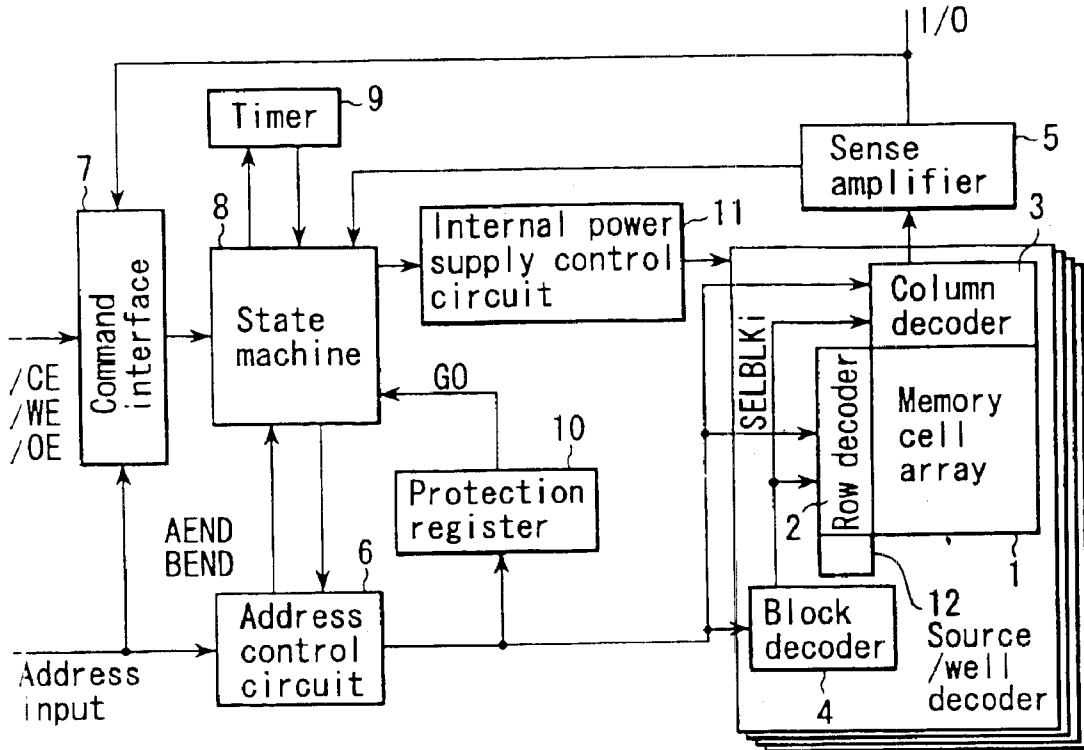 I/O
Timer
9
7
8
Sense
amplifier
5
Internal power
supply control
circuit
11
3
Column
decoder
Command
interface
State
machine
/CE
/WE
/OE
GO
SELBLKi
Row decoder
2
Memory
cell
array
1
10
Protection
register
AEND
BEND
6
Address
control
circuit
Address
input
Block
decoder
4
12
Source
/well
decoder